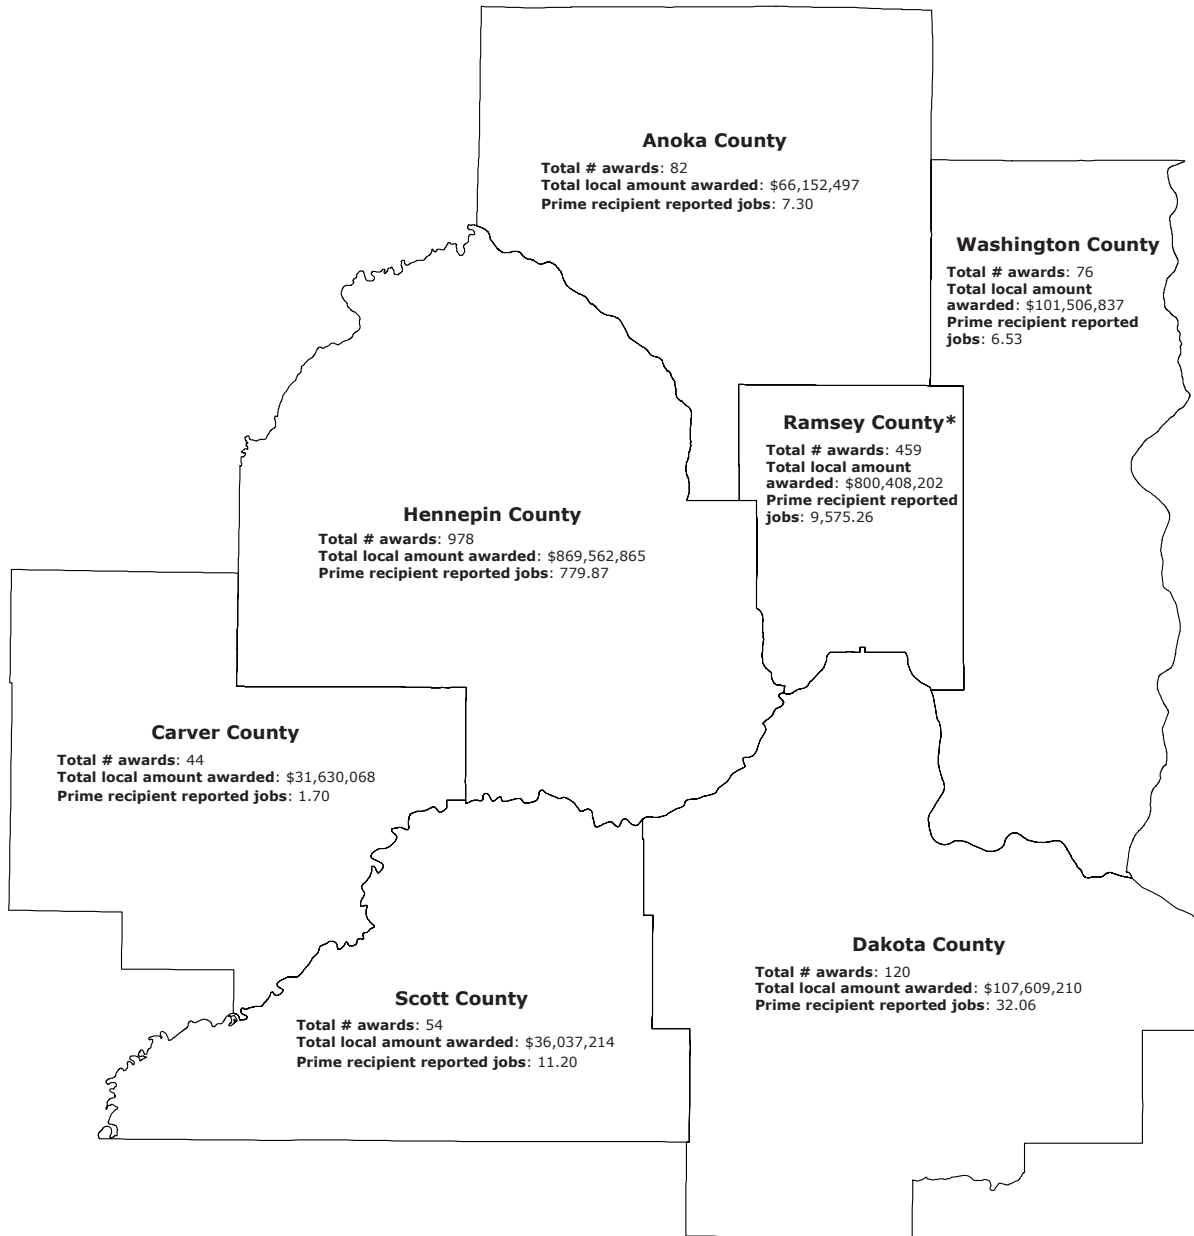 Anoka County
Total # awards: 82
Total local amount awarded: $66,152,497
Prime recipient reported jobs: 7.30
Washington County
Total # awards: 76
Total local amount
awarded: $101,506,837
Prime recipient reported
jobs: 6.53
Ramsey County*
Total # awards: 459
Total local amount
awarded: $800,408,202
Prime recipient reported
jobs: 9,575.26
Hennepin County
Total # awards: 978
Total local amount awarded: $869,562,865
Prime recipient reported jobs: 779.87
Carver County
Total # awards: 44
Total local amount awarded: $31,630,068
Prime recipient reported jobs: 1.70
Dakota County
Total # awards: 120
Total local amount awarded: $107,609,210
Prime recipient reported jobs: 32.06
Scott County
Total # awards: 54
Total local amount awarded: $36,037,214
Prime recipient reported jobs: 11.20